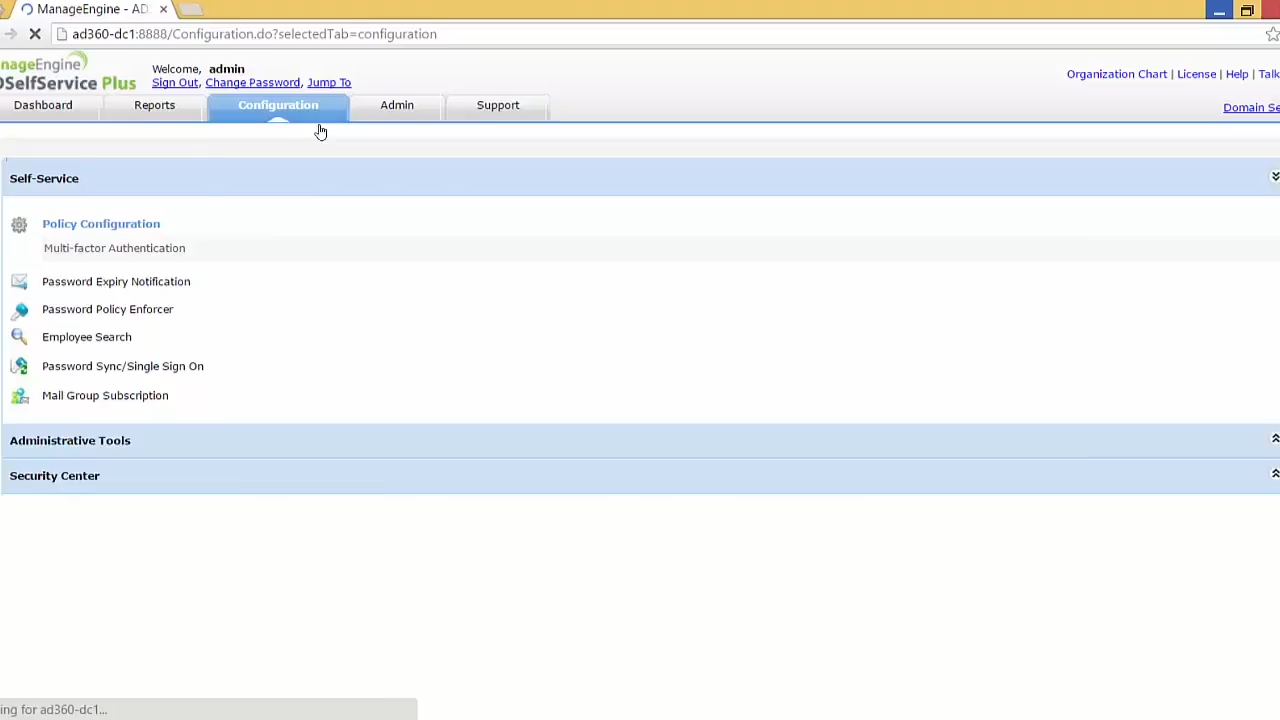 ManageEngine - AD
ad360-dc1:8888/Configuration.do?selectedTab=configuration
nageEngine
Welcome, admin
Organization Chart | License | Help | Talk
DSelfService Plus
Sign Out, Change Password, Jump To
Dashboard Reports Configuration Admin Support
Domain Se
Self-Service
Policy Configuration
Multi-factor Authentication
Password Expiry Notification
Password Policy Enforcer
Employee Search
Password Sync/Single Sign On
Mail Group Subscription
Administrative Tools
Security Center
ing for ad360-dc1...